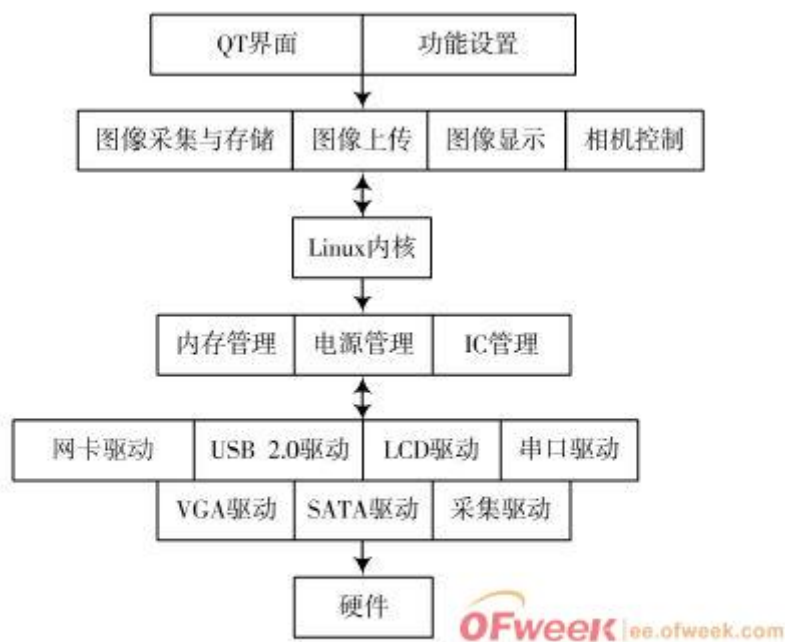 QT界面 功能设置
图像采集与存储 图像上传 图像显示 相机控制
Linux内核
内存管理 电源管理 IC管理
网卡驱动 USB 2.0驱动 LCD驱动 串口驱动
VGA驱动 SATA驱动 采集驱动
硬件
OFweek ee.ofweek.com